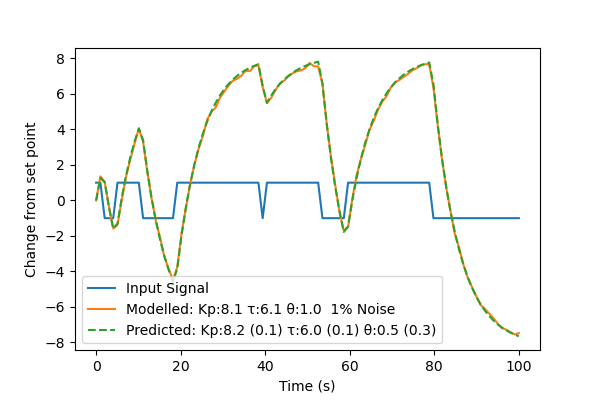 8
6
4
2
0
−2
−4
−6
−8
Change from set point
Input Signal
Modelled: Kp:8.1 τ:6.1 θ:1.0  1% Noise
Predicted: Kp:8.2 (0.1) τ:6.0 (0.1) θ:0.5 (0.3)
0 20 40 60 80 100
Time (s)